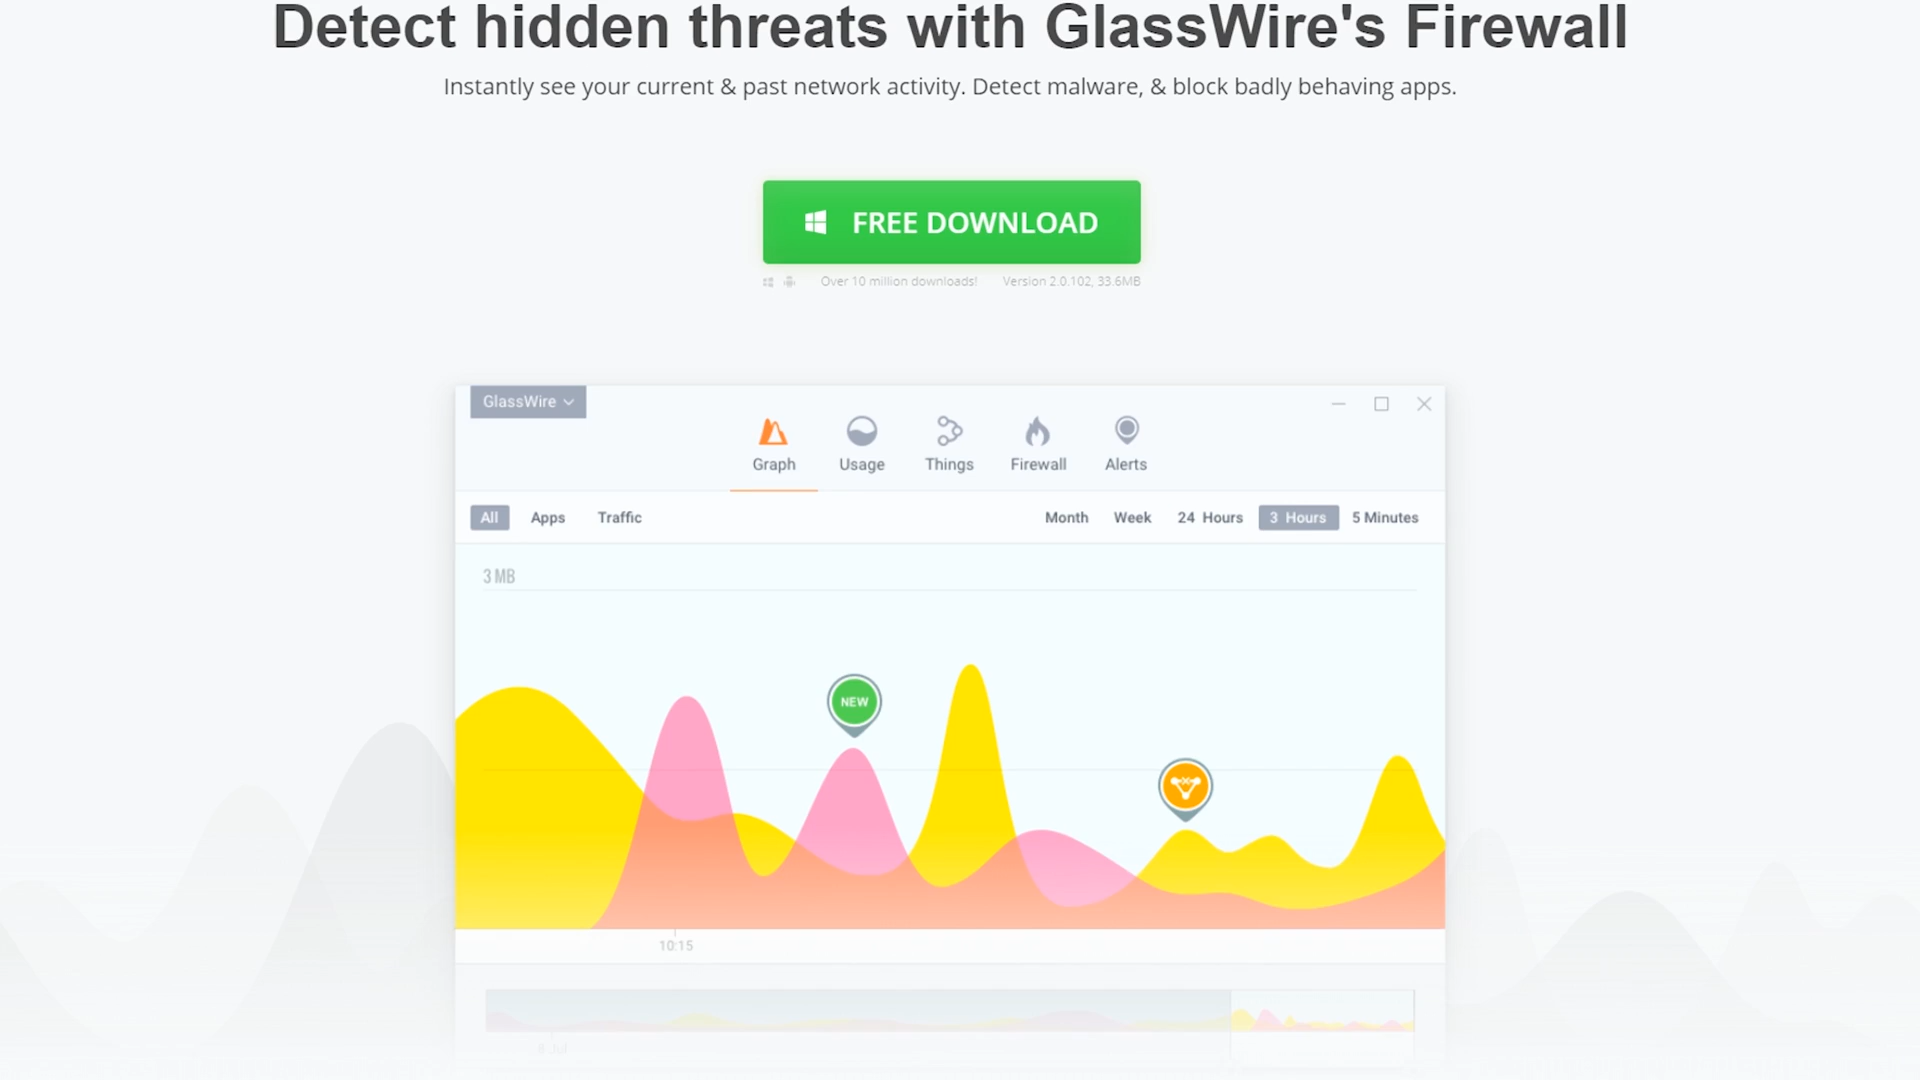 Detect hidden threats with GlassWire's Firewall
Instantly see your current & past network activity. Detect malware, & block badly behaving apps.
FREE DOWNLOAD
Over 10 million downloads! Version 2.0.102, 33.6MB
GlassWire
Graph Usage Things Firewall Alerts
All Apps Traffic Month Week 24 Hours 3 Hours 5 Minutes
3 MB
NEW
10:15